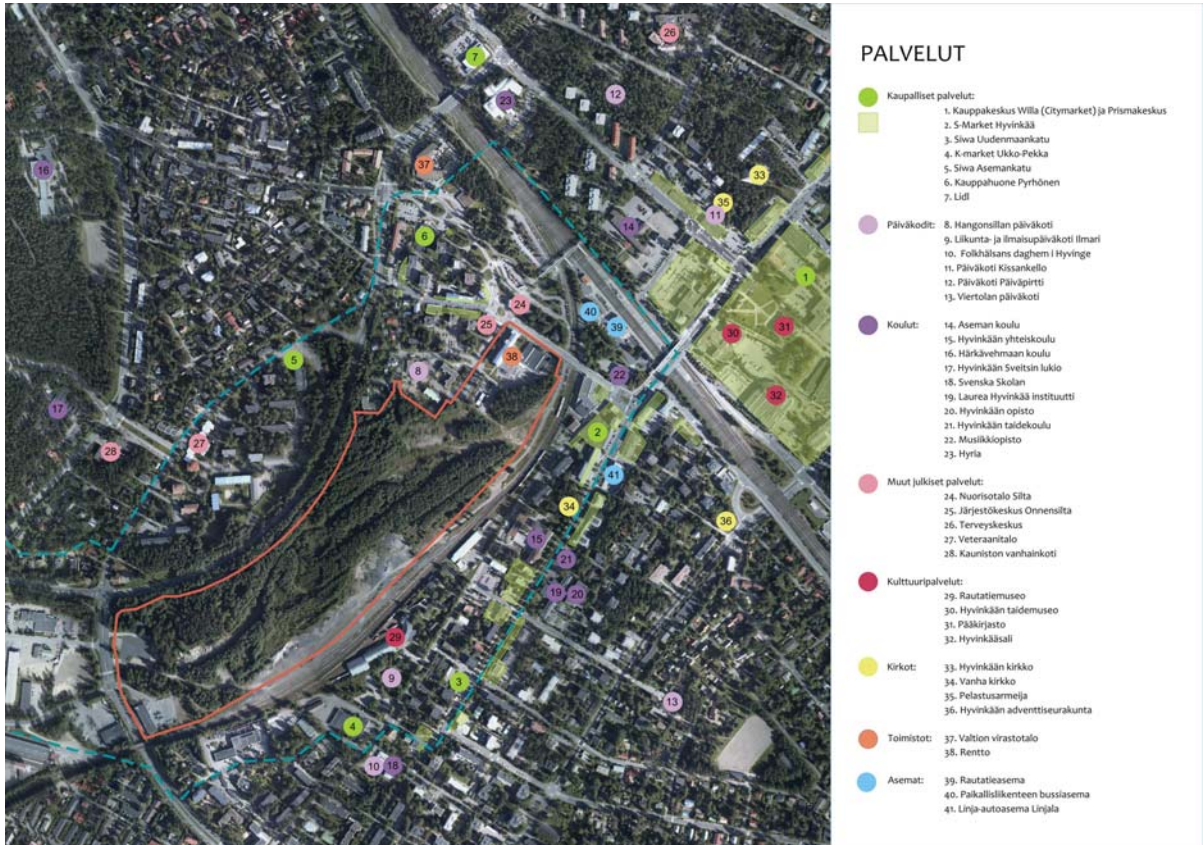 PALVELUT
Kaupalliset palvelut:
1. Kauppakeskus Willa (Citymarket) ja Prismakeskus
2. S-Market Hyvinkää
3. Siwa Uudenmaankatu
4. K-market Ukko-Pekka
5. Siwa Asemankatu
6. Kauppahuone Pyrhönen
7. Lidl
Päiväkodit: 8. Hangonsillan päiväkoti
9. Liikunta- ja ilmaisupäiväkoti Ilmari
10. Folkhälsans daghem i Hyvinge
11. Päiväkoti Kissankello
12. Päiväkoti Päiväpirtti
13. Viertolan päiväkoti
Koulut: 14. Aseman koulu
15. Hyvinkään yhteiskoulu
16. Härkävehmaan koulu
17. Hyvinkään Sveitsin lukio
18. Svenska Skolan
19. Laurea Hyvinkää instituutti
20. Hyvinkään opisto
21. Hyvinkään taidekoulu
22. Musiikkiopisto
23. Hyria
Muut julkiset palvelut:
24. Nuorisotalo Silta
25. Järjestökeskus Onnensilta
26. Terveyskeskus
27. Veteraanitalo
28. Kauniston vanhainkoti
Kulttuuripalvelut:
29. Rautatiemuseo
30. Hyvinkään taidemuseo
31. Pääkirjasto
32. Hyvinkääsali
Kirkot: 33. Hyvinkään kirkko
34. Vanha kirkko
35. Pelastusarmeija
36. Hyvinkään adventtiseurakunta
Toimistot: 37. Valtion virastotalo
38. Rentto
Asemat: 39. Rautatieasema
40. Paikallisliikenteen bussiasema
41. Linja-autoasema Linjala
26
7
23
12
37
16
33
35
11
14
6
1
24
40
39
25
30
31
38
5
8
22
32
17
2
27
28
41
34
36
15
21
19
20
29
9
3
13
4
10
18